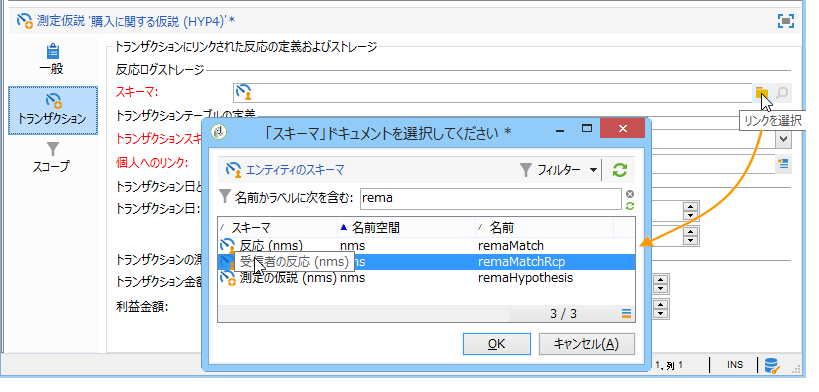 測定仮説 '購入に関する仮説 (HYP4)' *
一般
トランザクション
スコープ
トランザクションにリンクされた反応の定義およびストレージ
反応ログストレージ
スキーマ:
リンクを選択
トランザクションテーブルの定義
トランザクションスキ
個人へのリンク:
トランザクション日と
トランザクション日:
トランザクションの測
トランザクション金額
利益金額:
「スキーマ」ドキュメントを選択してください *
エンティティのスキーマ
フィルター
名前かラベルに次を含む: rema
スキーマ 名前空間 名前
反応 (nms) nms remaMatch
受信者の反応 (nms) ns remaMatchRcp
測定の仮説 (nms) nms remaHypothesis
3 / 3
OK キャンセル(A)
1、列 1 INS